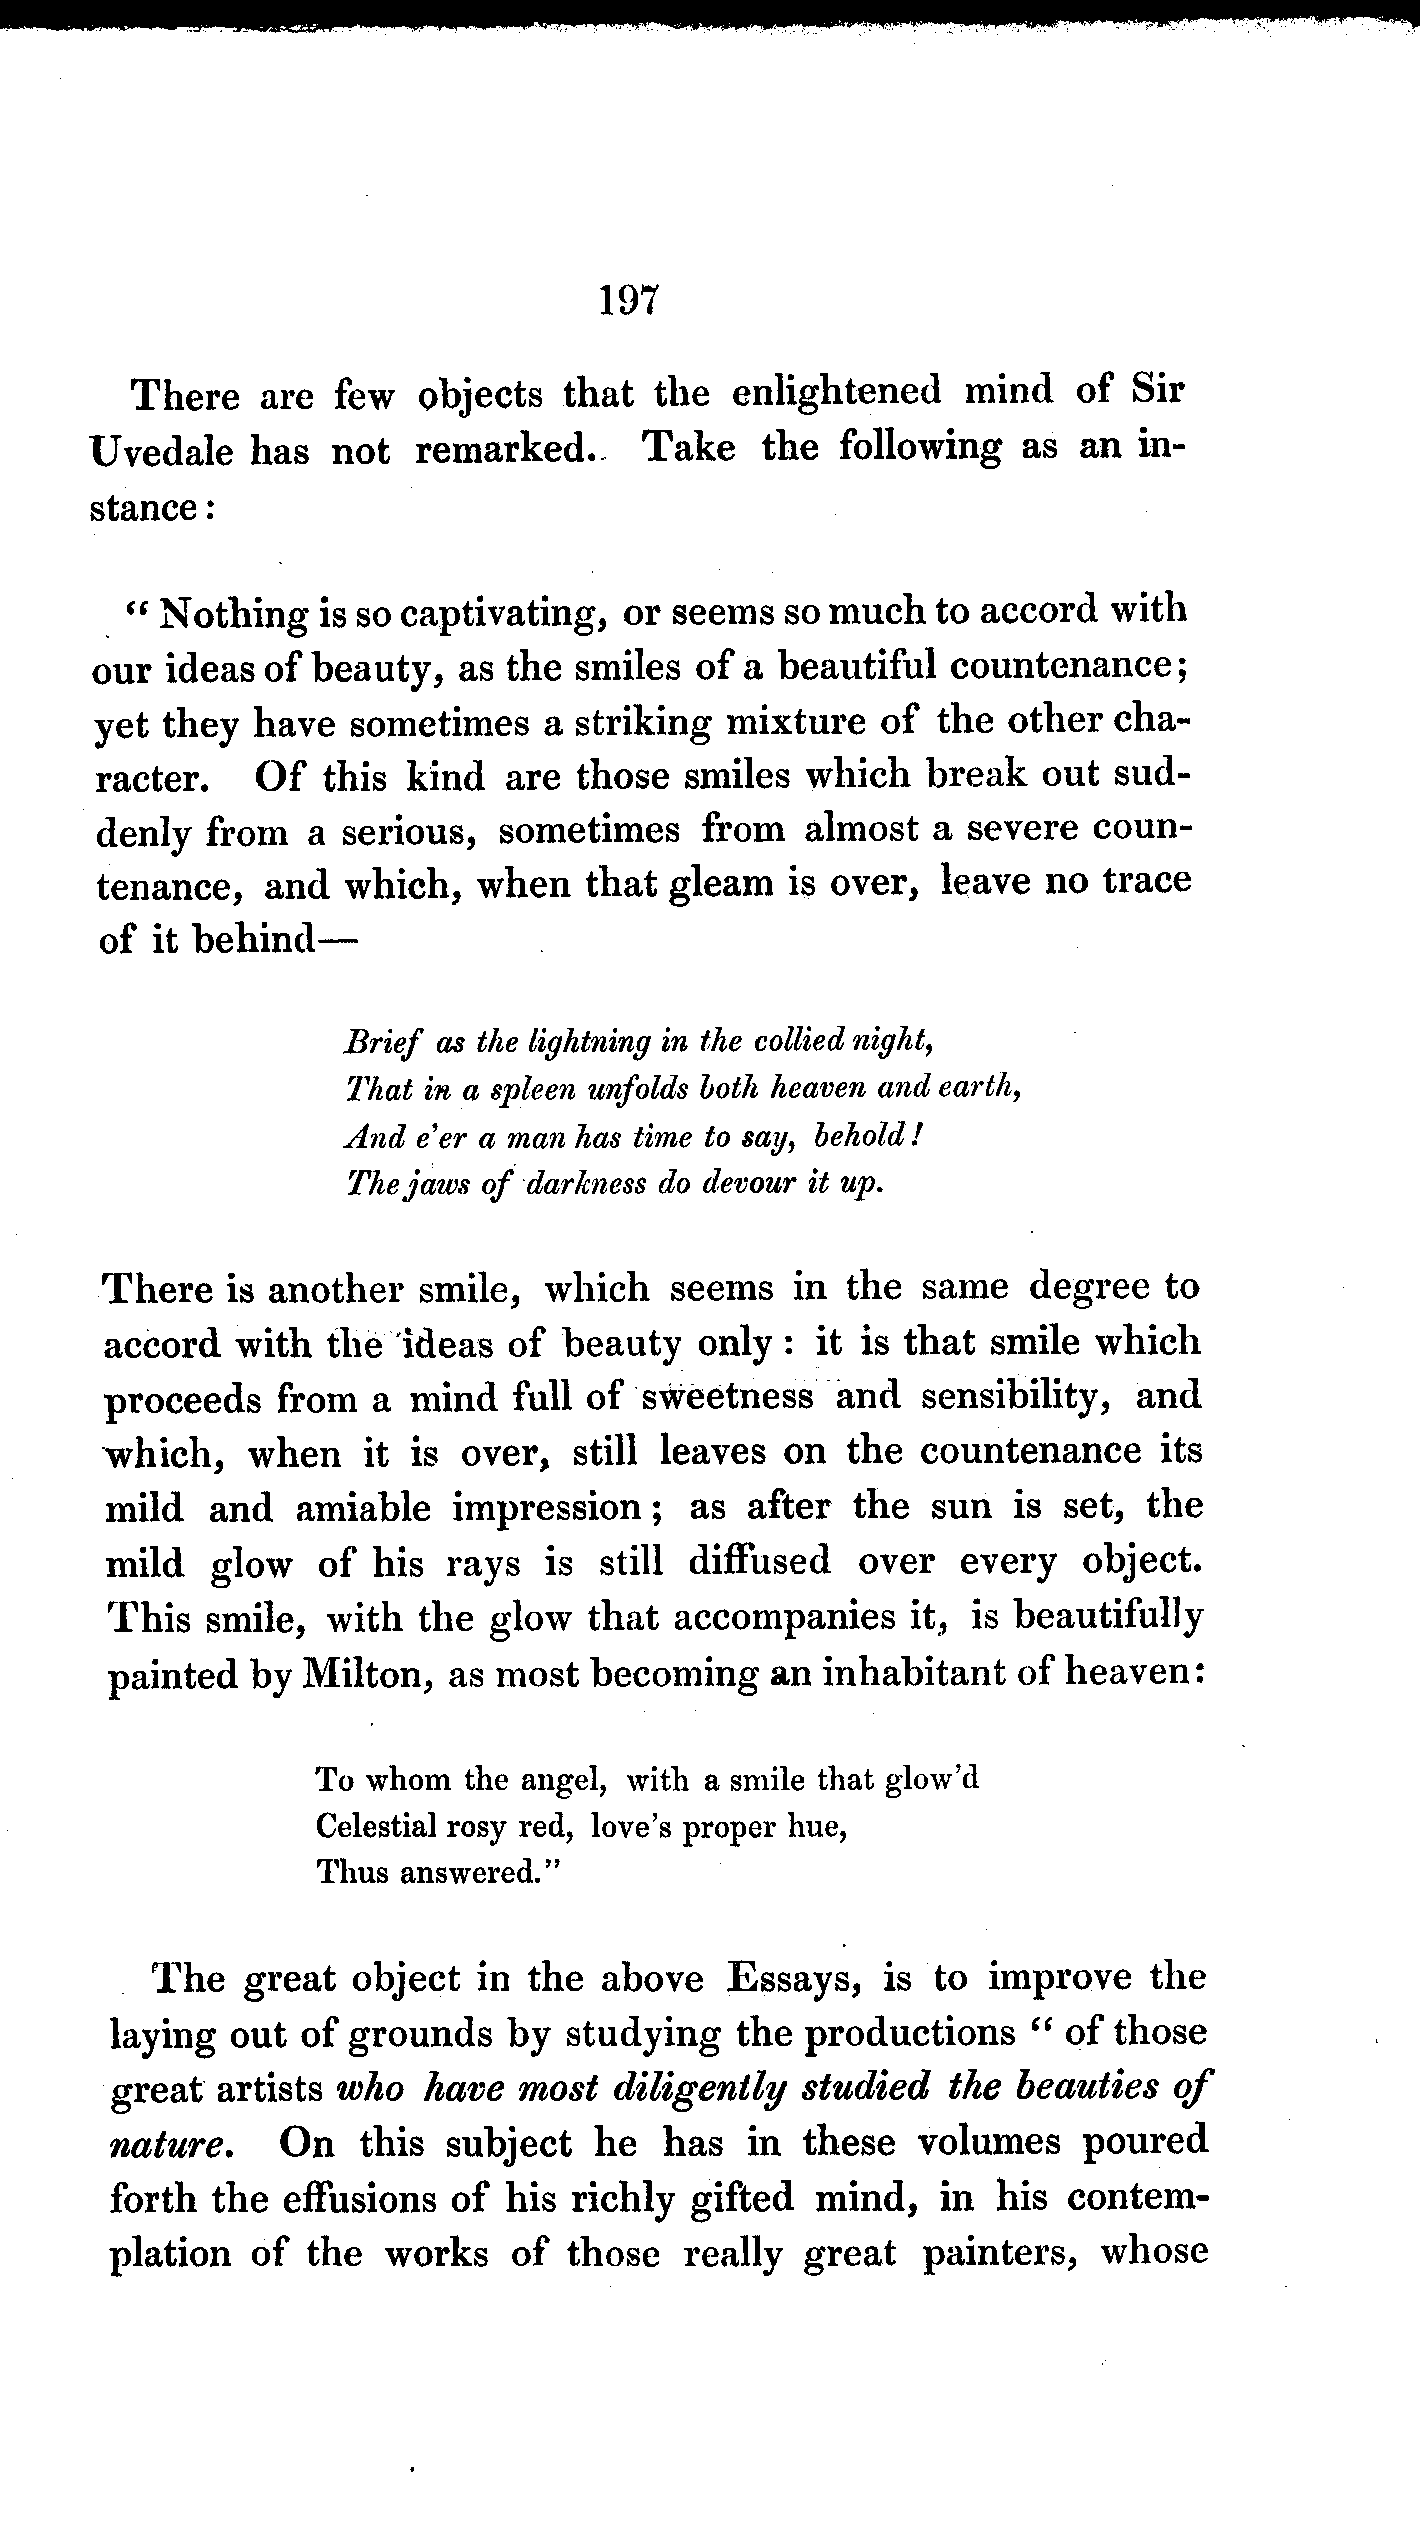 197
There are few objects that the enlightened mind of Sir
Uvedale has not remarked. Take the following as an in-
stance :
“ Nothing is so captivating, or seems so much to accord with
our ideas of beauty, as the smiles of a beautiful countenance;
yet they have sometimes a striking mixture of the other cha-
racter. Of this kind are those smiles which break out sud-
denly from a serious, sometimes from almost a severe coun-
tenance, and which, when that gleam is over, leave no trace
of it behind—
Brief as the lightning in the collied night,
That in a spleen unfolds both heaven and earth,
And e'er a man has time to say, behold !
The jaws of darkness do devour it up.
There is another smile, which seems in the same degree to
accord with the ideas of beauty only : it is that smile which
proceeds from a mind full of sweetness and sensibility, and
which, when it is over, still leaves on the countenance its
mild and amiable impression ; as after the sun is set, the
mild glow of his rays is still diffused over every object.
This smile, with the glow that accompanies it, is beautifully
painted by Milton, as most becoming an inhabitant of heaven:
To whom the angel, with a smile that glow'd
Celestial rosy red, love's proper hue,
Thus answered.”
The great object in the above Essays, is to improve the
laying out of grounds by studying the productions “ of those
great artists who have most diligently studied the beauties of
nature. On this subject he has in these volumes poured
forth the effusions of his richly gifted mind, in his contem-
plation of the works of those really great painters, whose